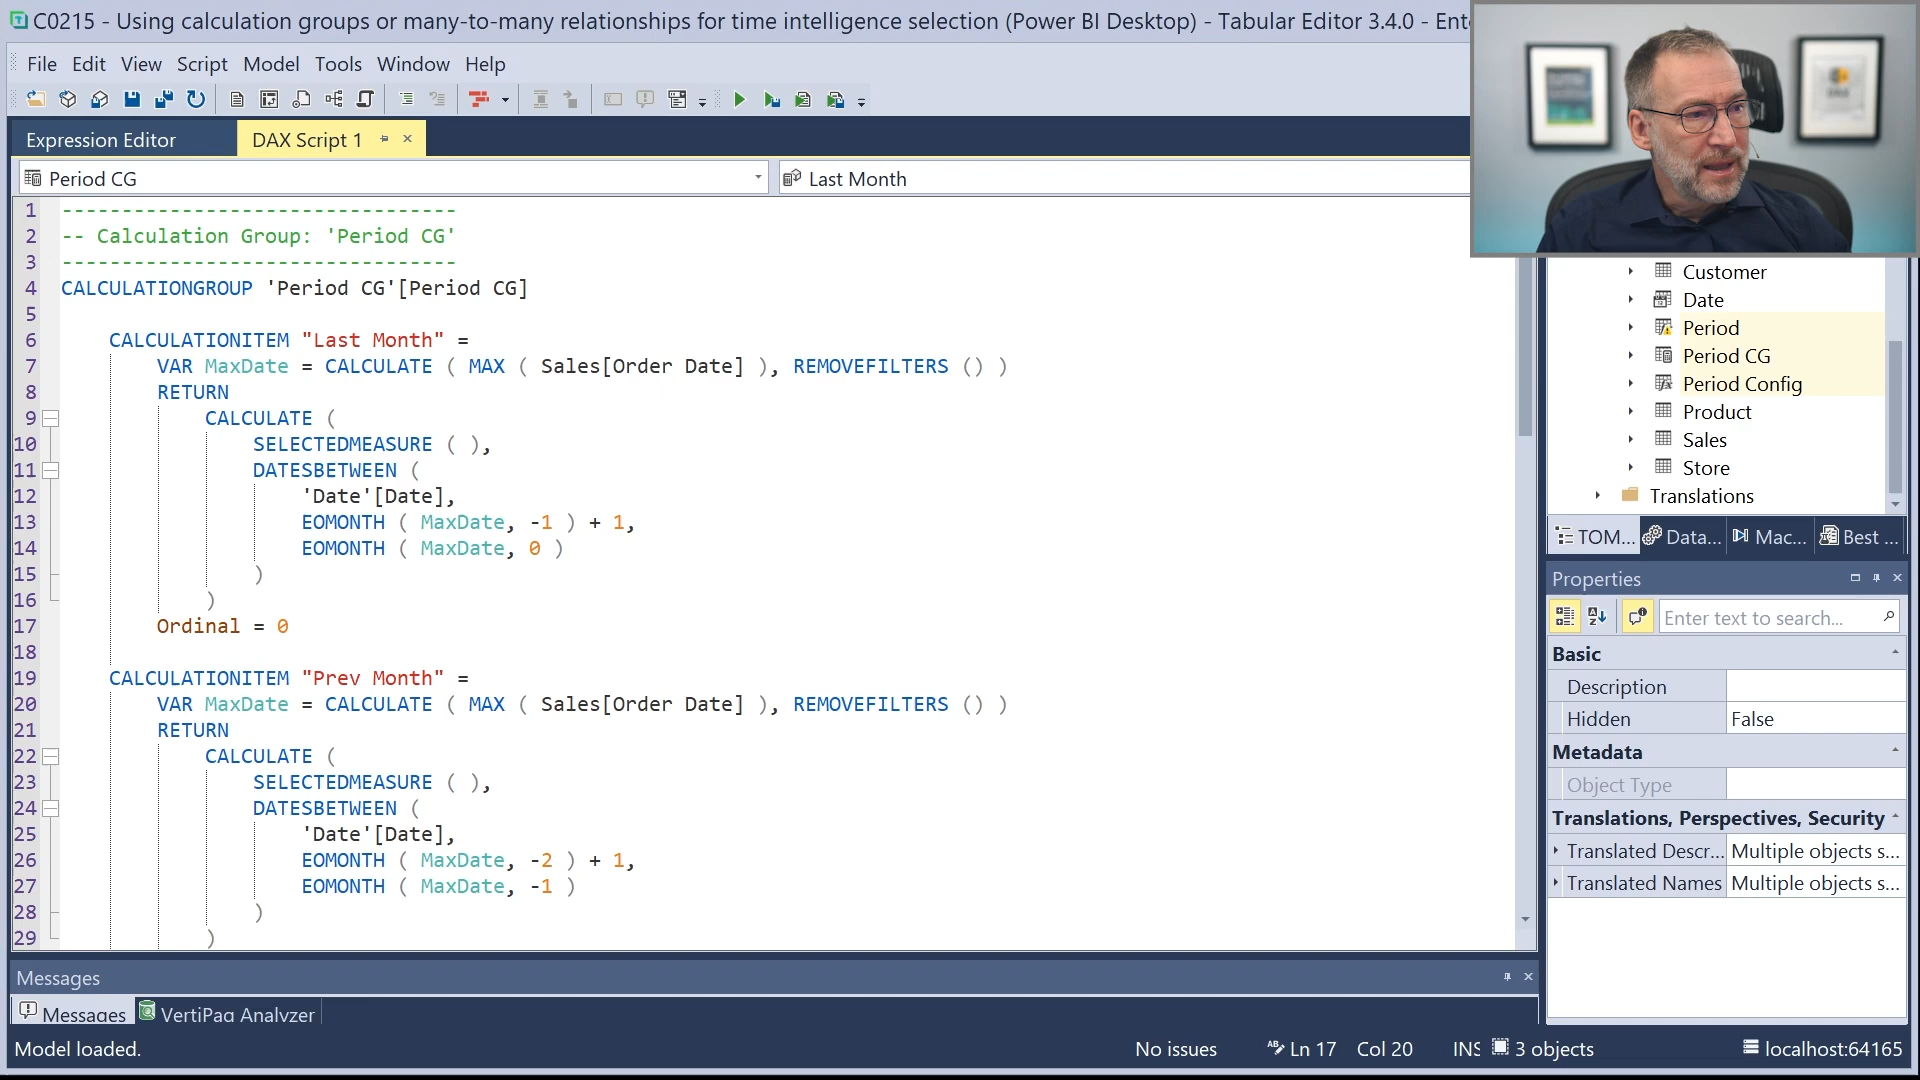 C0215 - Using calculation groups or many-to-many relationships for time intelligence selection (Power BI Desktop) - Tabular Editor 3.4.0 - Ente
File Edit View Script Model Tools Window Help
Expression Editor DAX Script 1
Period CG Last Month
1 ---------------------------------
2 -- Calculation Group: 'Period CG'
3 ---------------------------------
4 CALCULATIONGROUP 'Period CG'[Period CG]
5
6 CALCULATIONITEM "Last Month" =
7 VAR MaxDate = CALCULATE ( MAX ( Sales[Order Date] ), REMOVEFILTERS () )
8 RETURN
9 CALCULATE (
10 SELECTEDMEASURE ( ),
11 DATESBETWEEN (
12 'Date'[Date],
13 EOMONTH ( MaxDate, -1 ) + 1,
14 EOMONTH ( MaxDate, 0 )
15 )
16 )
17 Ordinal = 0
18
19 CALCULATIONITEM "Prev Month" =
20 VAR MaxDate = CALCULATE ( MAX ( Sales[Order Date] ), REMOVEFILTERS () )
21 RETURN
22 CALCULATE (
23 SELECTEDMEASURE ( ),
24 DATESBETWEEN (
25 'Date'[Date],
26 EOMONTH ( MaxDate, -2 ) + 1,
27 EOMONTH ( MaxDate, -1 )
28 )
29 )
Customer
Date
Period
Period CG
Period Config
Product
Sales
Store
Translations
TOM... Data... Mac... Best ...
Properties
Enter text to search...
Basic
Description
Hidden False
Metadata
Object Type
Translations, Perspectives, Security
Translated Descr... Multiple objects s...
Translated Names Multiple objects s...
Messages
Messages VertiPaq Analyzer
Model loaded. No issues Ln 17 Col 20 INS 3 objects localhost:64165